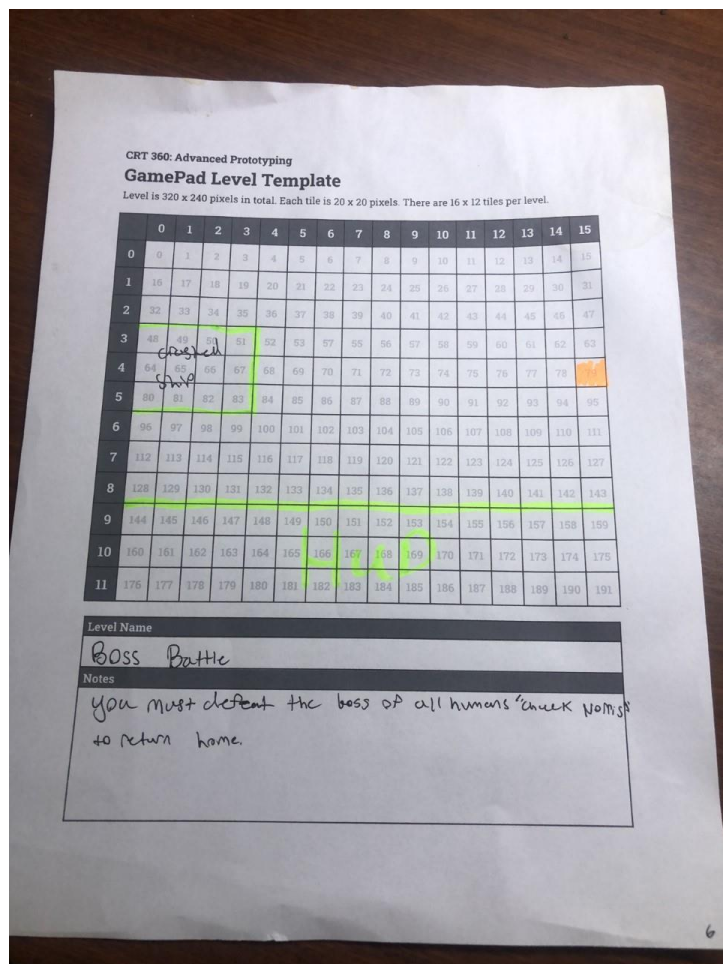 CRT 360: Advanced Prototyping
GamePad Level Template
Level is 320 x 240 pixels in total. Each tile is 20 x 20 pixels. There are 16 x 12 tiles per level.
0 1 2 3 4 5 6 7 8 9 10 11 12 13 14 15
0 0 1 2 3 4 5 6 7 8 9 10 11 12 13 14 15
1 16 17 18 19 20 21 22 23 24 25 26 27 28 29 30 31
2 32 33 34 35 36 37 38 39 40 41 42 43 44 45 46 47
3 48 49 50 51 52 53 57 55 56 57 58 59 60 61 62 63
crashed
4 64 65 66 67 68 69 70 71 72 73 74 75 76 77 78 79
ship
5 80 81 82 83 84 85 86 87 88 89 90 91 92 93 94 95
6 96 97 98 99 100 101 102 103 104 105 106 107 108 109 110 111
7 112 113 114 115 116 117 118 119 120 121 122 123 124 125 126 127
8 128 129 130 131 132 133 134 135 136 137 138 139 140 141 142 143
9 144 145 146 147 148 149 150 151 152 153 154 155 156 157 158 159
10 160 161 162 163 164 165 166 167 168 169 170 171 172 173 174 175
HUD
11 176 177 178 179 180 181 182 183 184 185 186 187 188 189 190 191
Level Name
Boss Battle
Notes
you must defeat the boss of all humans "chuck Norris"
to return home.
6